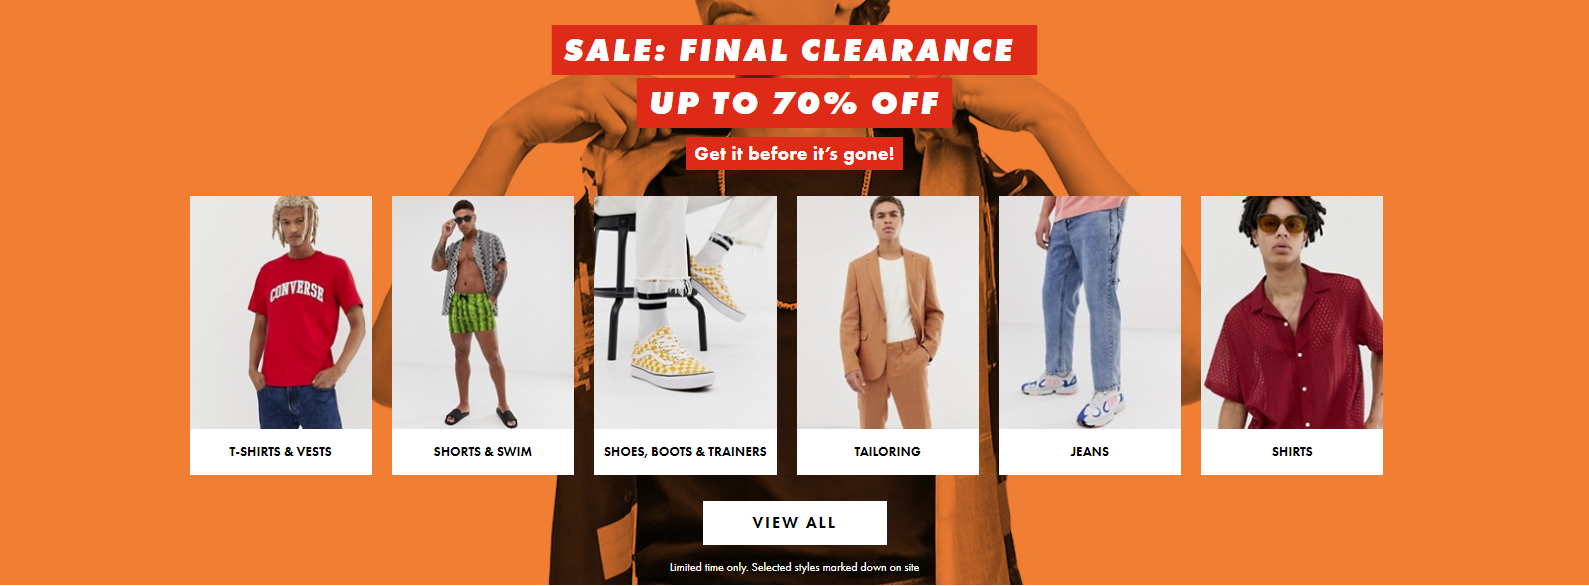 SALE: FINAL CLEARANCE
UP TO 70% OFF
Get it before it's gone!
CONVERSE
T-SHIRTS & VESTS
SHORTS & SWIM
SHOES, BOOTS & TRAINERS
TAILORING
JEANS
SHIRTS
VIEW ALL
Limited time only. Selected styles marked down on site